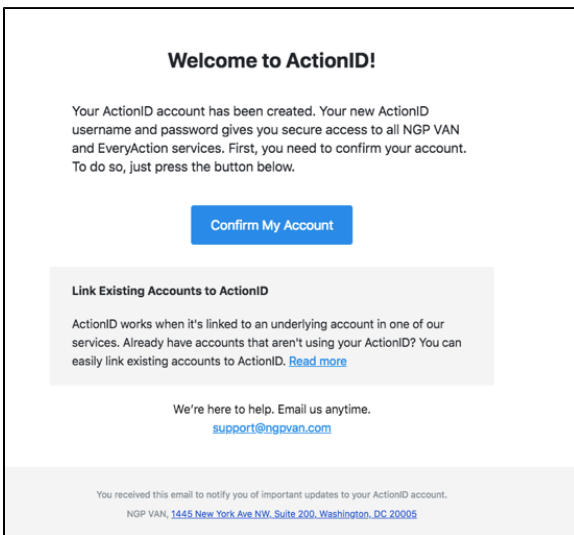 Welcome to ActionID!
Your ActionID account has been created. Your new ActionID
username and password gives you secure access to all NGP VAN
and EveryAction services. First, you need to confirm your account.
To do so, just press the button below.
Confirm My Account
Link Existing Accounts to ActionID
ActionID works when it's linked to an underlying account in one of our
services. Already have accounts that aren't using your ActionID? You can
easily link existing accounts to ActionID. Read more
We're here to help. Email us anytime.
support@ngpvan.com
You received this email to notify you of important updates to your ActionID account.
NGP VAN, 1445 New York Ave NW, Suite 200, Washington, DC 20005